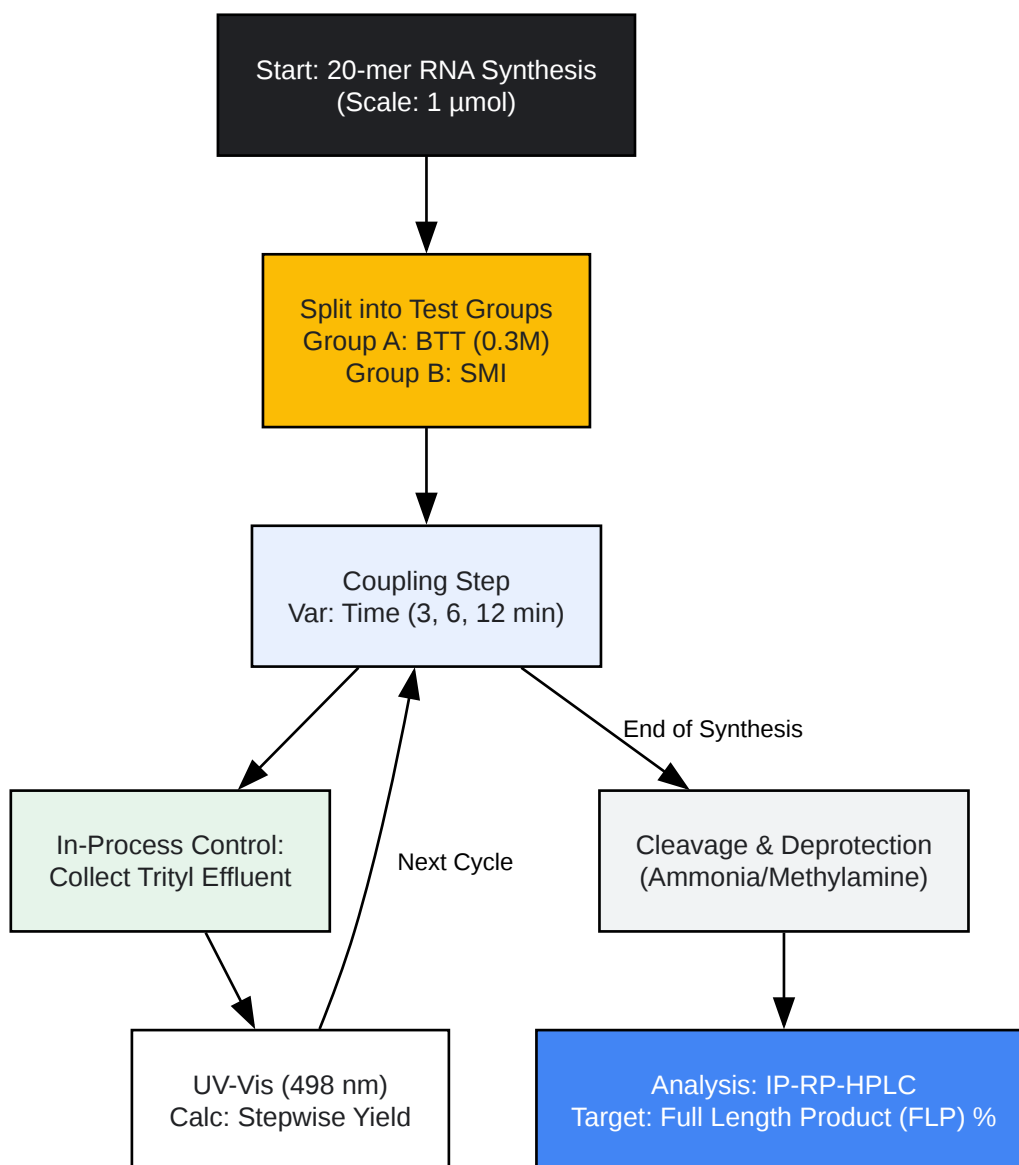 Start: 20-mer RNA Synthesis
(Scale: 1 µmol)
Split into Test Groups
Group A: BTT (0.3M)
Group B: SMI
Coupling Step
Var: Time (3, 6, 12 min)
End of Synthesis
In-Process Control:
Collect Trityl Effluent
Next Cycle
Cleavage & Deprotection
(Ammonia/Methylamine)
UV-Vis (498 nm)
Calc: Stepwise Yield
Analysis: IP-RP-HPLC
Target: Full Length Product (FLP) %